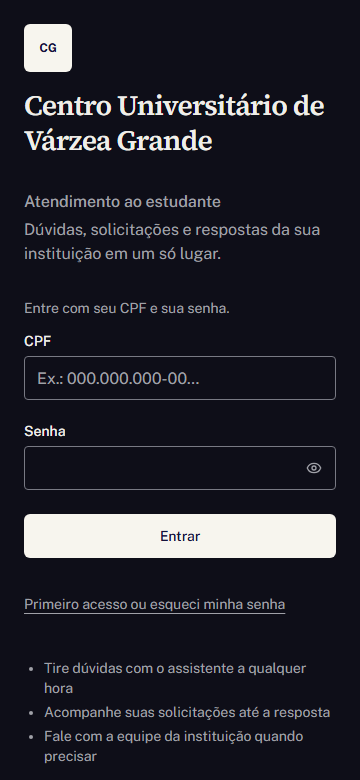 CG
Centro Universitário de
Várzea Grande
Atendimento ao estudante
Dúvidas, solicitações e respostas da sua
instituição em um só lugar.
Entre com seu CPF e sua senha.
CPF
Ex.: 000.000.000-00...
Senha
Entrar
Primeiro acesso ou esqueci minha senha
• Tire dúvidas com o assistente a qualquer
hora
• Acompanhe suas solicitações até a resposta
• Fale com a equipe da instituição quando
precisar